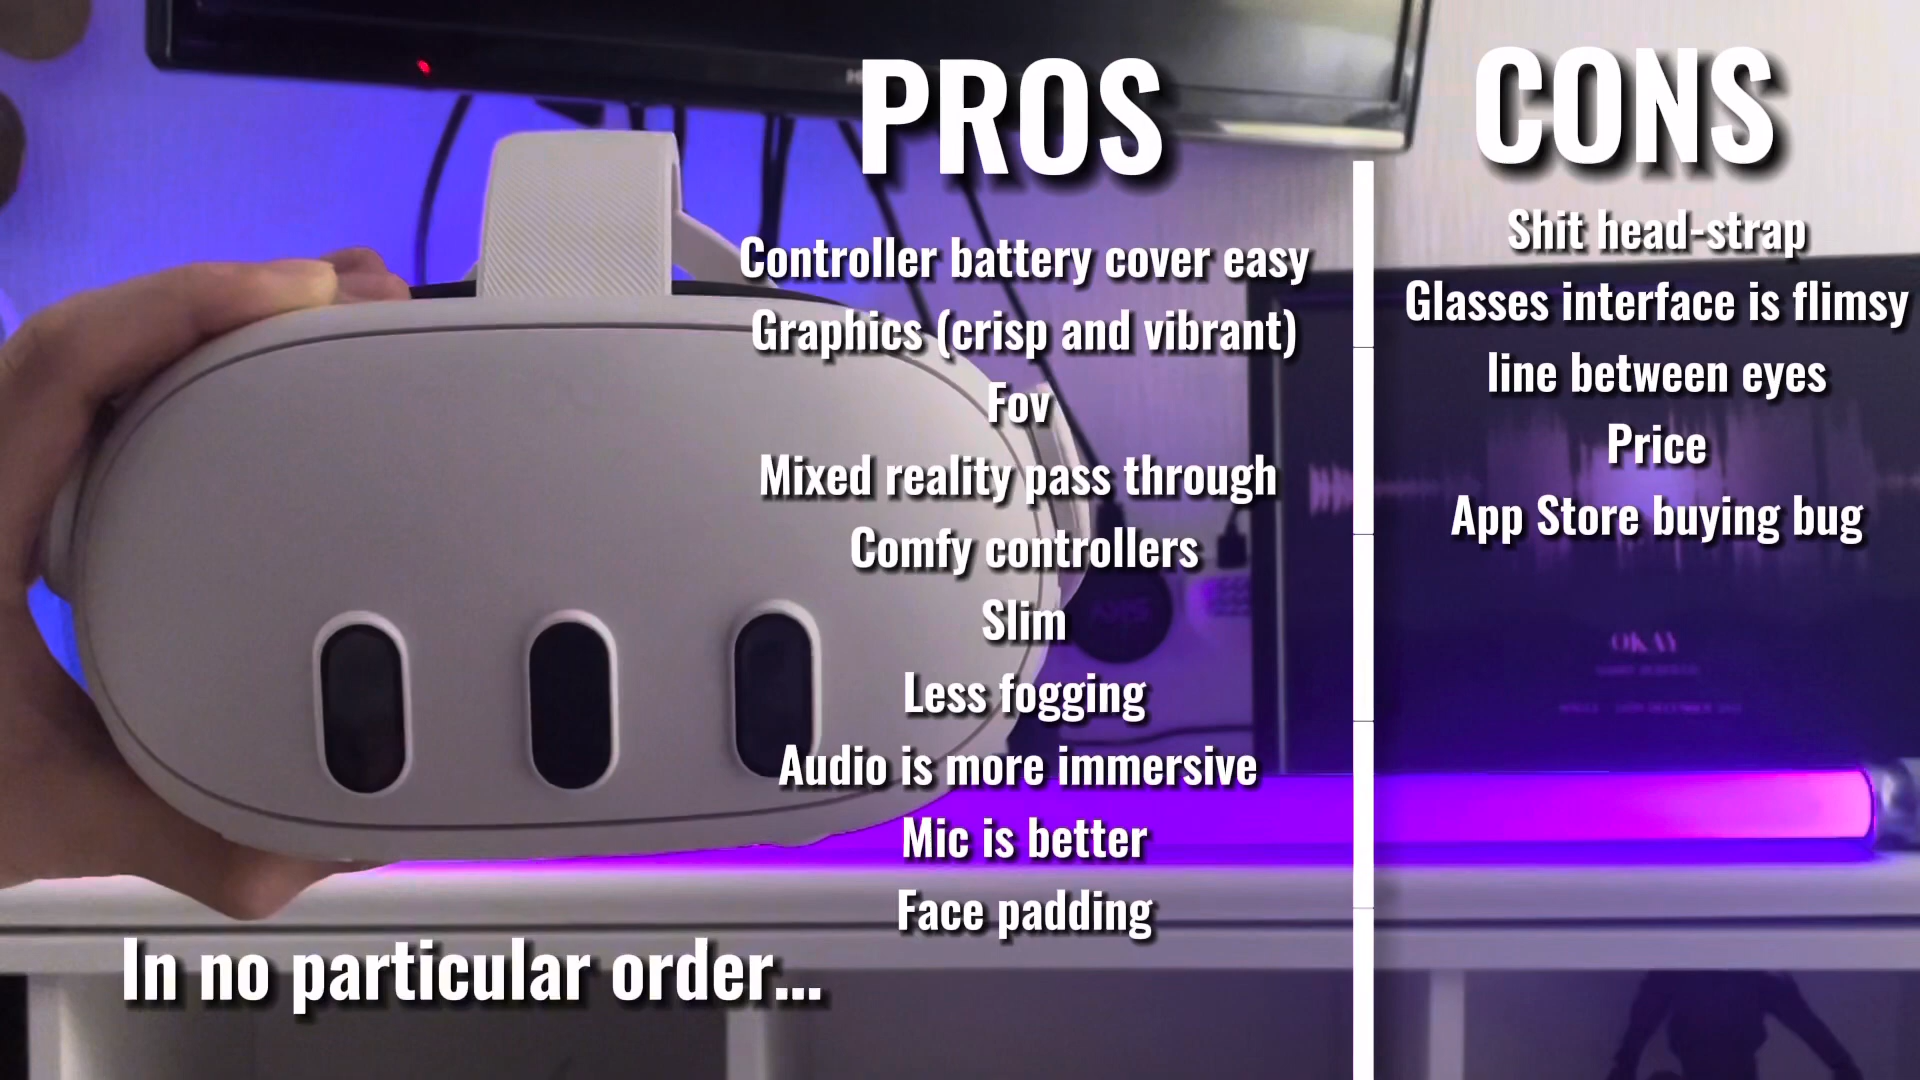 PROS
Controller battery cover easy
Graphics (crisp and vibrant)
Fov
Mixed reality pass through
Comfy controllers
Slim
Less fogging
Audio is more immersive
Mic is better
Face padding
CONS
Shit head-strap
Glasses interface is flimsy
line between eyes
Price
App Store buying bug
OKAY
In no particular order...